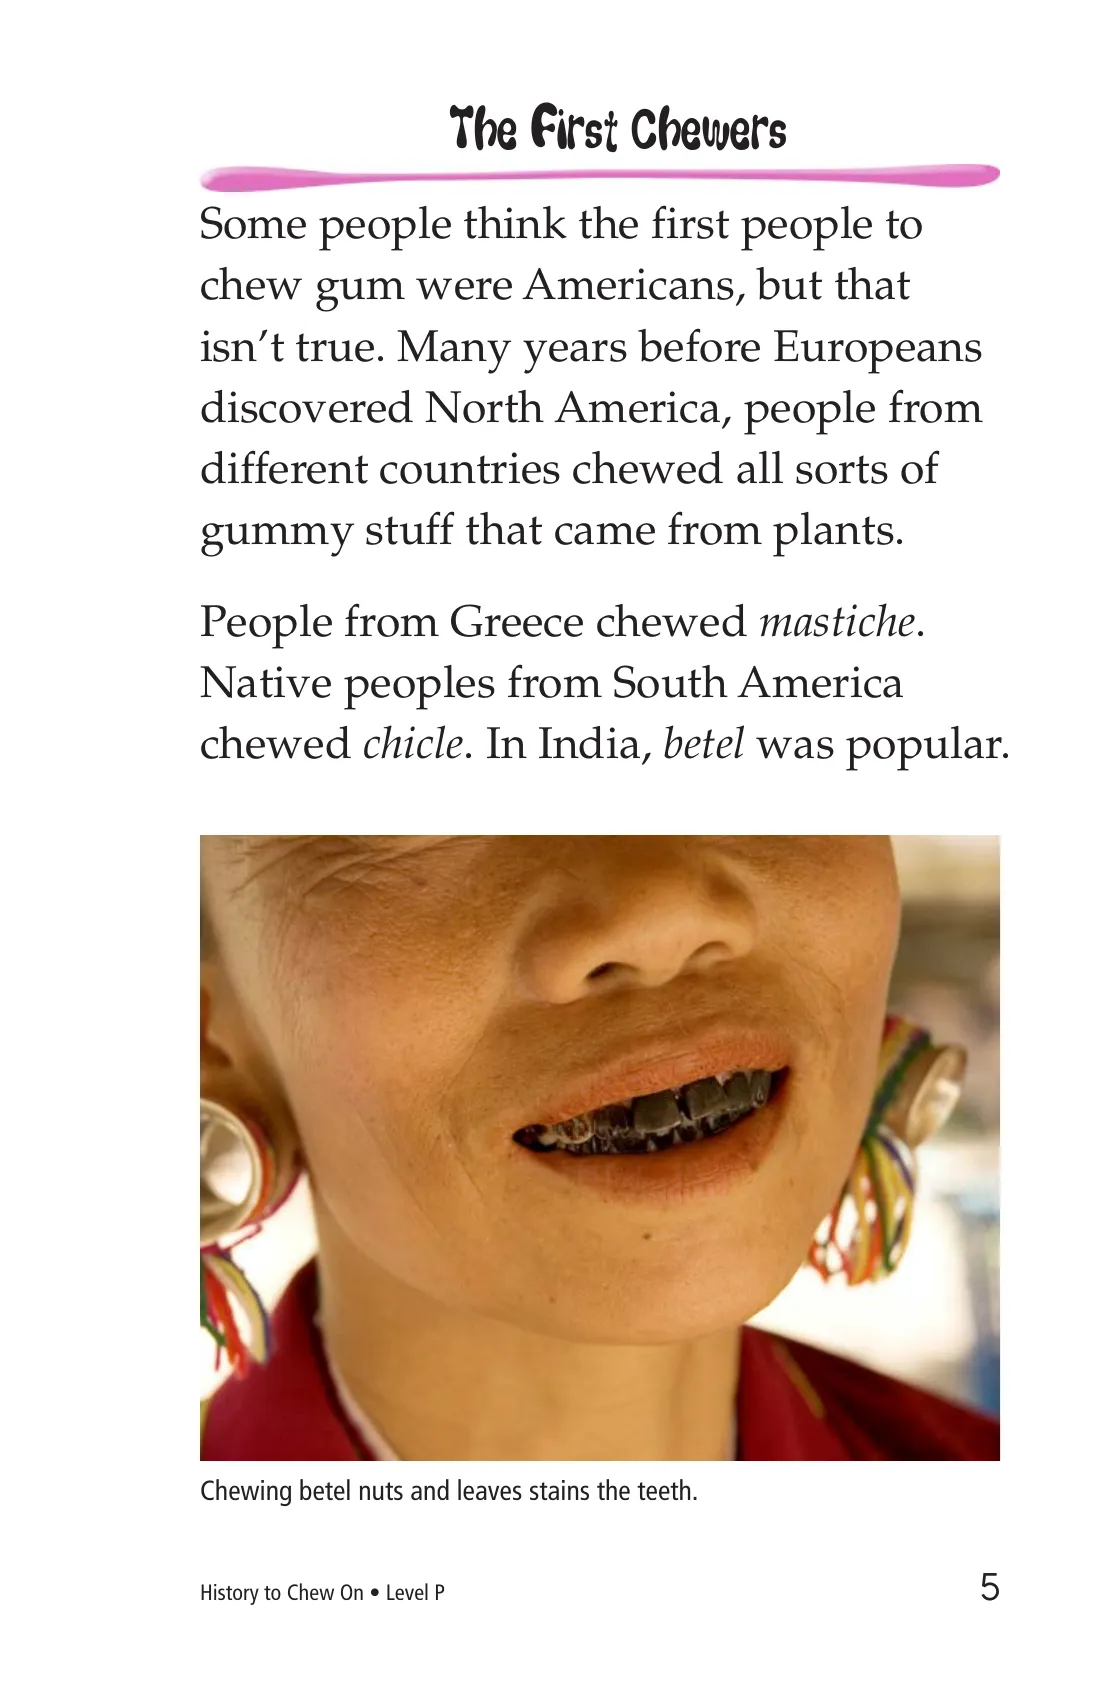 The First Chewers
Some people think the first people to
chew gum were Americans, but that
isn’t true. Many years before Europeans
discovered North America, people from
different countries chewed all sorts of
gummy stuff that came from plants.
People from Greece chewed mastiche.
Native peoples from South America
chewed chicle. In India, betel was popular.
Chewing betel nuts and leaves stains the teeth.
History to Chew On • Level P
5